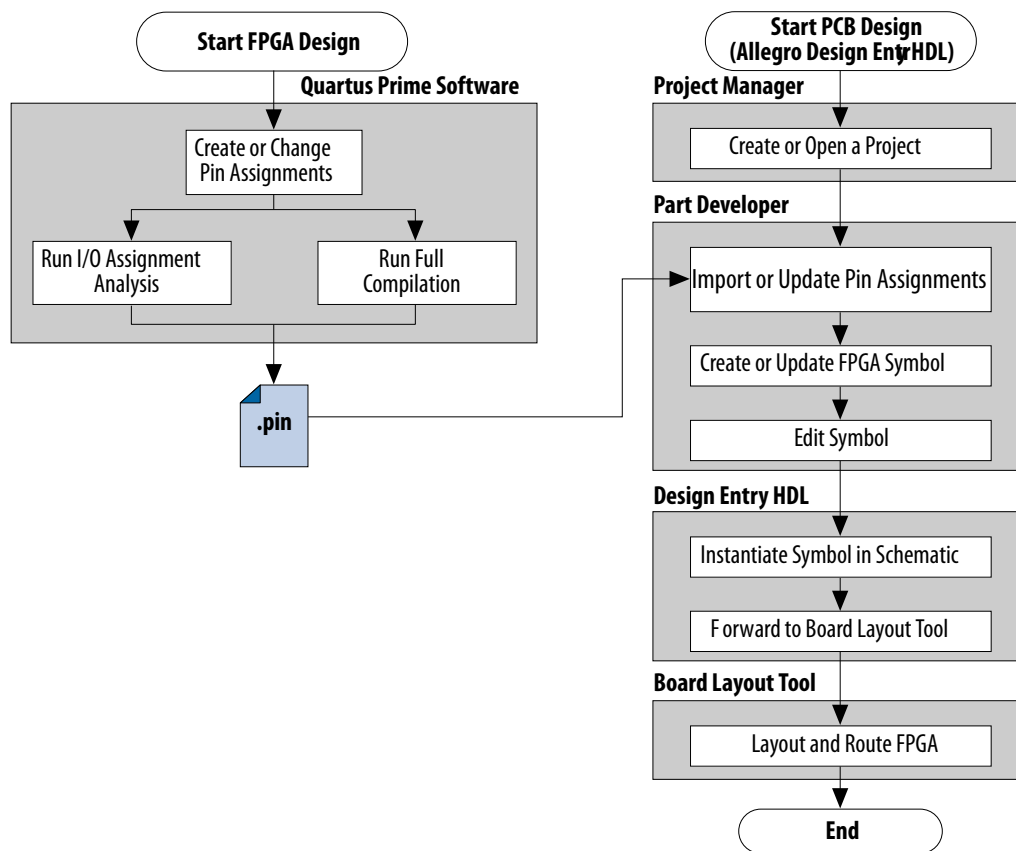 Start FPGA Design
Quartus Prime Software
Create or Change
Pin Assignments
Run I/O Assignment
Analysis
Run Full
Compilation
.pin
Start PCB Design
(Allegro Design Entry HDL)
Project Manager
Create or Open a Project
Part Developer
Import or Update Pin Assignments
Create or Update FPGA Symbol
Edit Symbol
Design Entry HDL
Instantiate Symbol in Schematic
Forward to Board Layout Tool
Board Layout Tool
Layout and Route FPGA
End